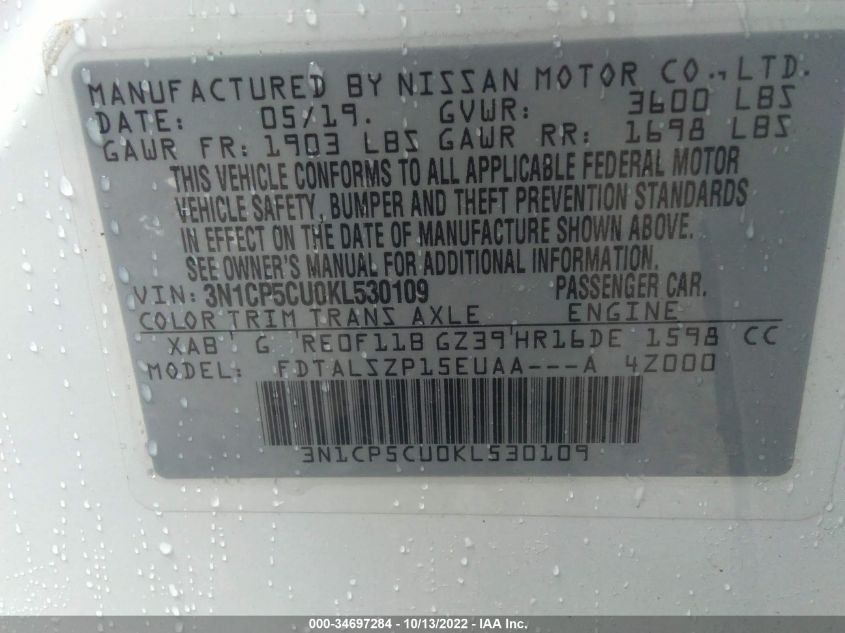 MANUFACTURED BY NISSAN MOTOR CO., LTD.
DATE: 05/19. GVWR: 3600 LBS
GAWR FR: 1903 LBS GAWR RR: 1698 LBS
THIS VEHICLE CONFORMS TO ALL APPLICABLE FEDERAL MOTOR
VEHICLE SAFETY, BUMPER AND THEFT PREVENTION STANDARDS
IN EFFECT ON THE DATE OF MANUFACTURE SHOWN ABOVE.
SEE OWNER'S MANUAL FOR ADDITIONAL INFORMATION.
VIN: 3N1CP5CU0KL530109 PASSENGER CAR.
COLOR TRIM TRANS AXLE ENGINE
XAB G RE0F11B GZ39 HR16DE 1598 CC
MODEL: FDTALSZP15EUAA---A 4Z000
3N1CP5CU0KL530109
000-34697284 - 10/13/2022 - IAA Inc.